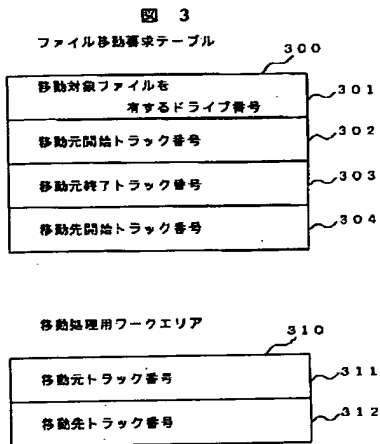 図 3
ファイル移動要求テーブル
300
移動対象ファイルを
有するドライブ番号
301
移動元開始トラック番号
302
移動元終了トラック番号
303
移動先開始トラック番号
304
移動処理用ワークエリア
310
移動元トラック番号
311
移動先トラック番号
312